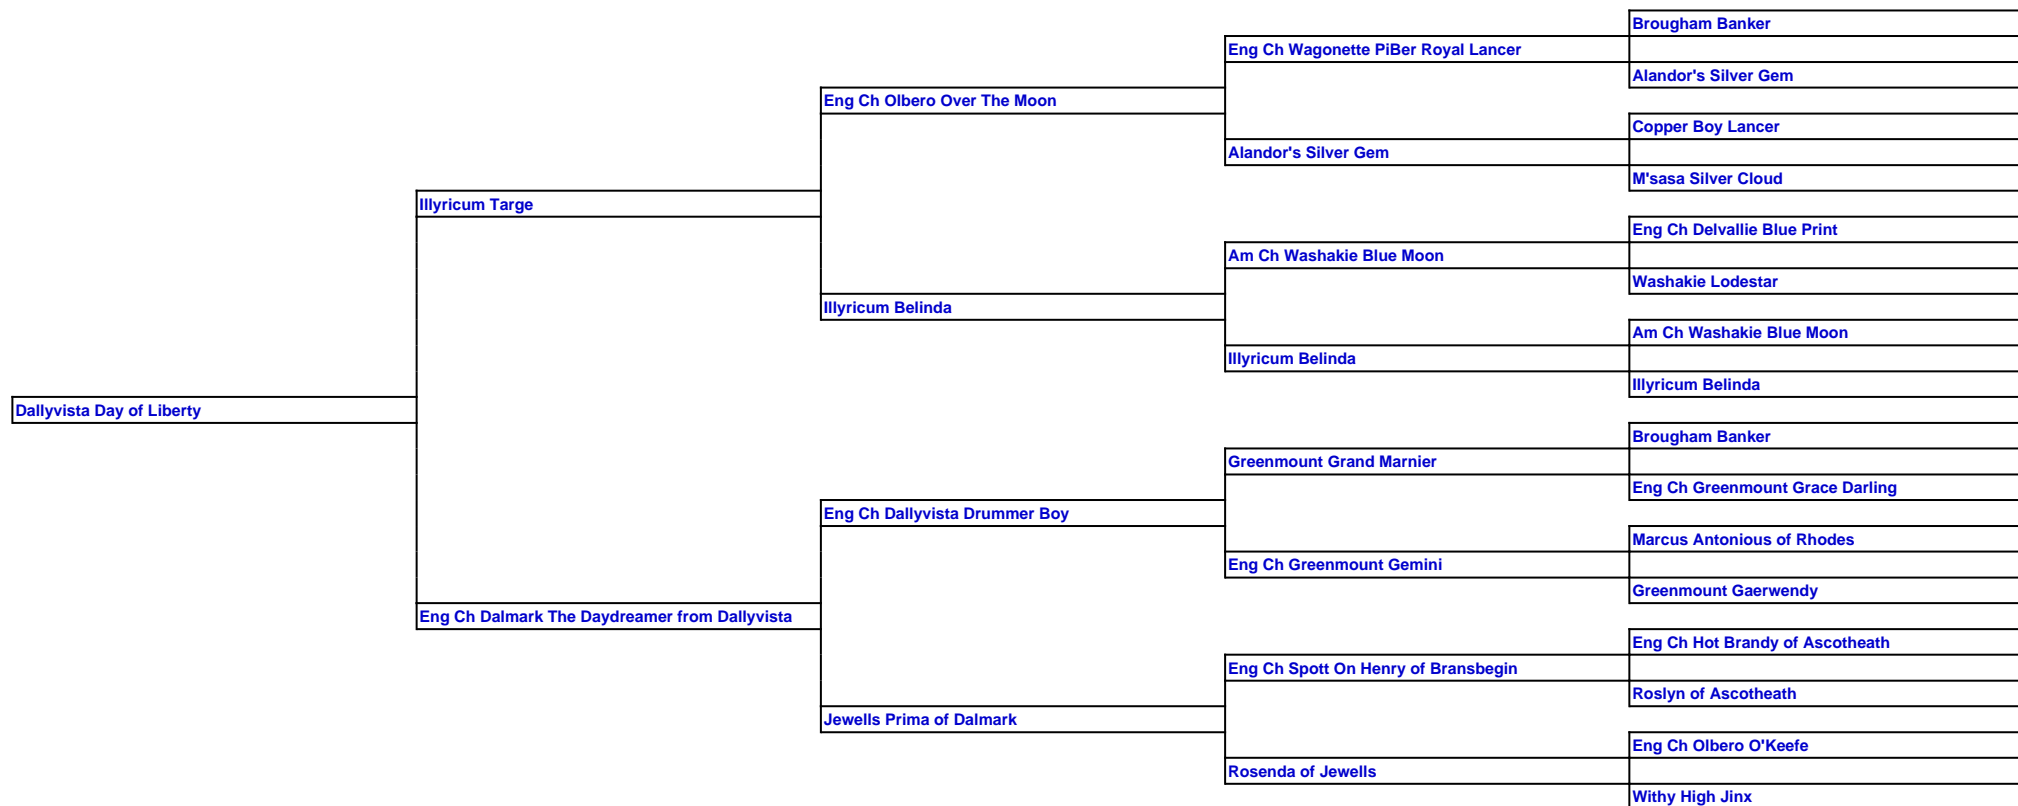 Brougham Banker
Eng Ch Wagonette PiBer Royal Lancer
Alandor's Silver Gem
Eng Ch Olbero Over The Moon
Copper Boy Lancer
Alandor's Silver Gem
M'sasa Silver Cloud
Illyricum Targe
Eng Ch Delvallie Blue Print
Am Ch Washakie Blue Moon
Washakie Lodestar
Illyricum Belinda
Am Ch Washakie Blue Moon
Illyricum Belinda
Illyricum Belinda
Dallyvista Day of Liberty
Brougham Banker
Greenmount Grand Marnier
Eng Ch Greenmount Grace Darling
Eng Ch Dallyvista Drummer Boy
Marcus Antonious of Rhodes
Eng Ch Greenmount Gemini
Greenmount Gaerwendy
Eng Ch Dalmark The Daydreamer from Dallyvista
Eng Ch Hot Brandy of Ascotheath
Eng Ch Spott On Henry of Bransbegin
Roslyn of Ascotheath
Jewells Prima of Dalmark
Eng Ch Olbero O'Keefe
Rosenda of Jewells
Withy High Jinx